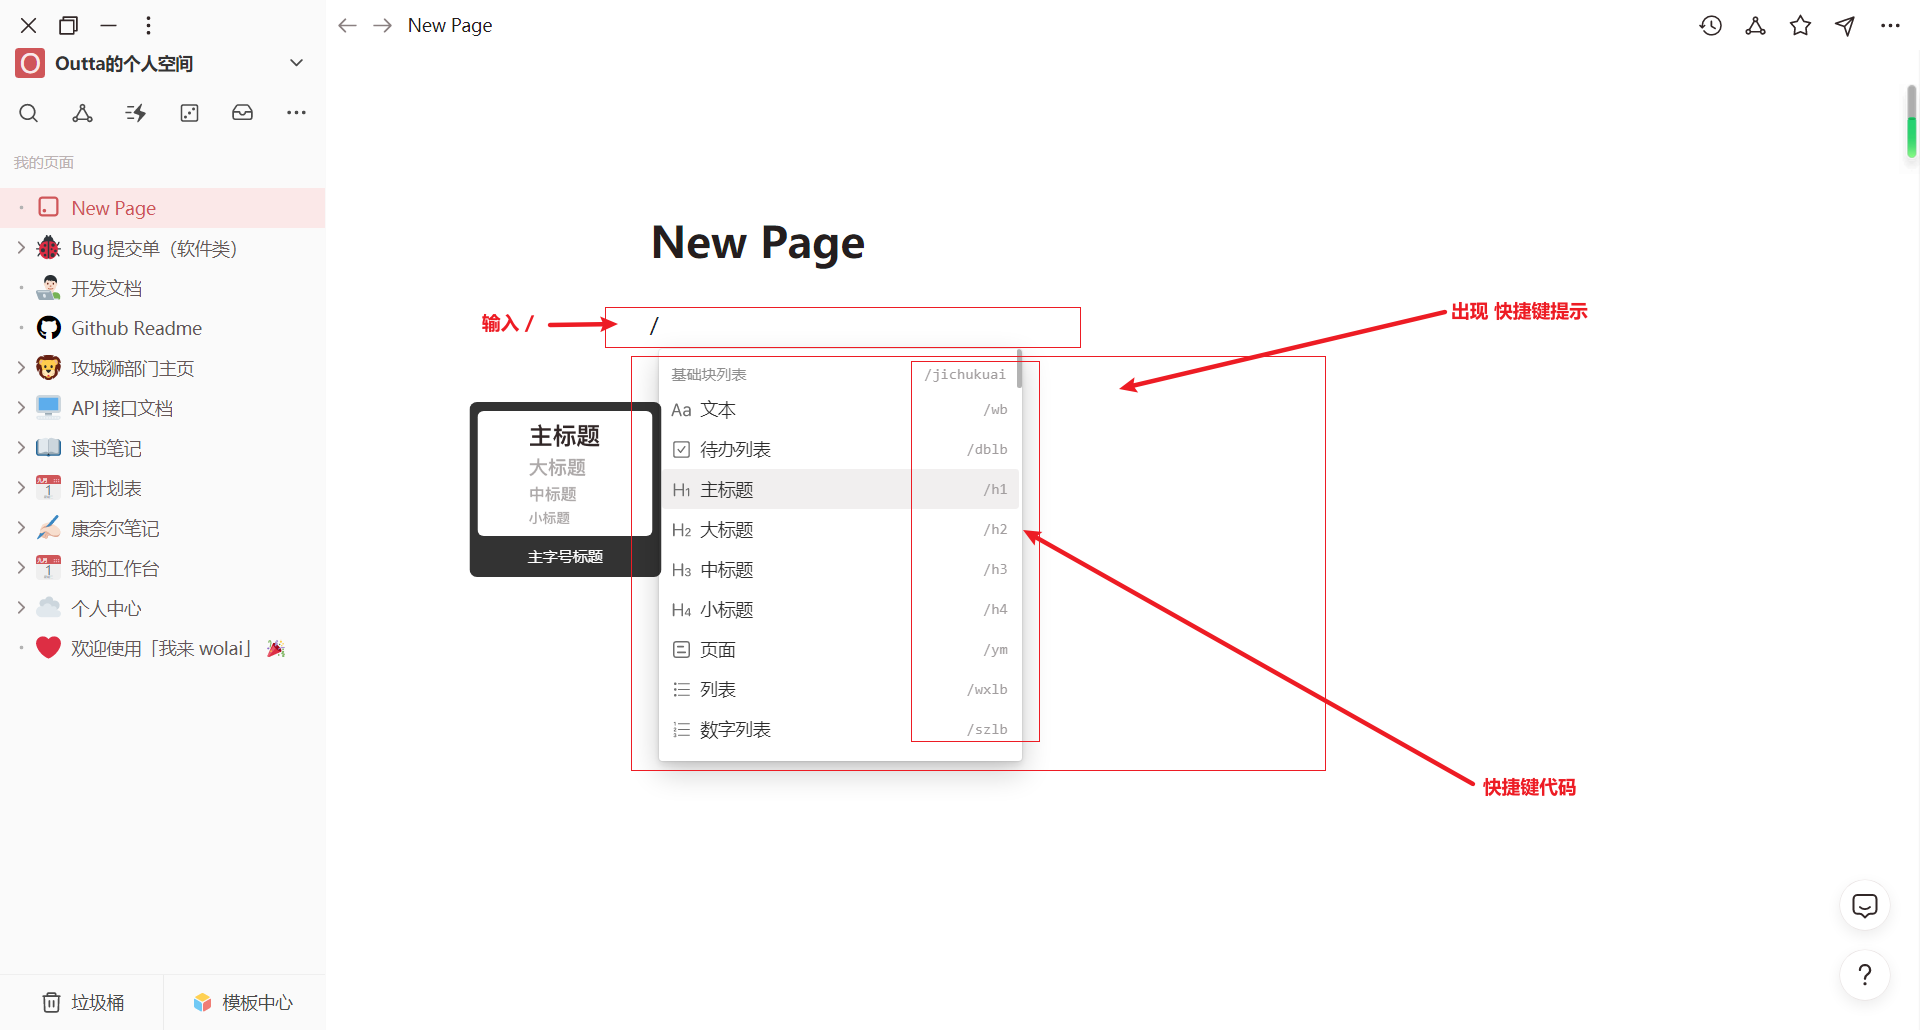 New Page
Outta的个人空间
我的页面
New Page
Bug 提交单（软件类）
开发文档
Github Readme
攻城狮部门主页
API 接口文档
读书笔记
周计划表
康奈尔笔记
我的工作台
个人中心
欢迎使用「我来 wolai」
垃圾桶
模板中心
New Page
输入 /
/
出现 快捷键提示
基础块列表 /jichukuai
Aa 文本 /wb
待办列表 /dblb
H1 主标题 /h1
H2 大标题 /h2
H3 中标题 /h3
H4 小标题 /h4
页面 /ym
列表 /wxlb
数字列表 /szlb
主标题
大标题
中标题
小标题
主字号标题
快捷键代码